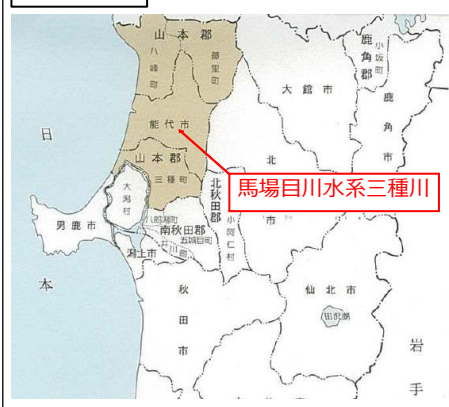 山本郡
八峰町
藤里町
鹿角郡
小坂町
大館市
鹿角市
能代市
日
山本郡
三種町
北
馬場目川水系三種川
大潟村
北秋田郡
八郎潟町
小阿仁村
市
男鹿市
南秋田郡
五城目町
井川町
潟上市
本
秋田市
仙北市
田沢湖
岩手